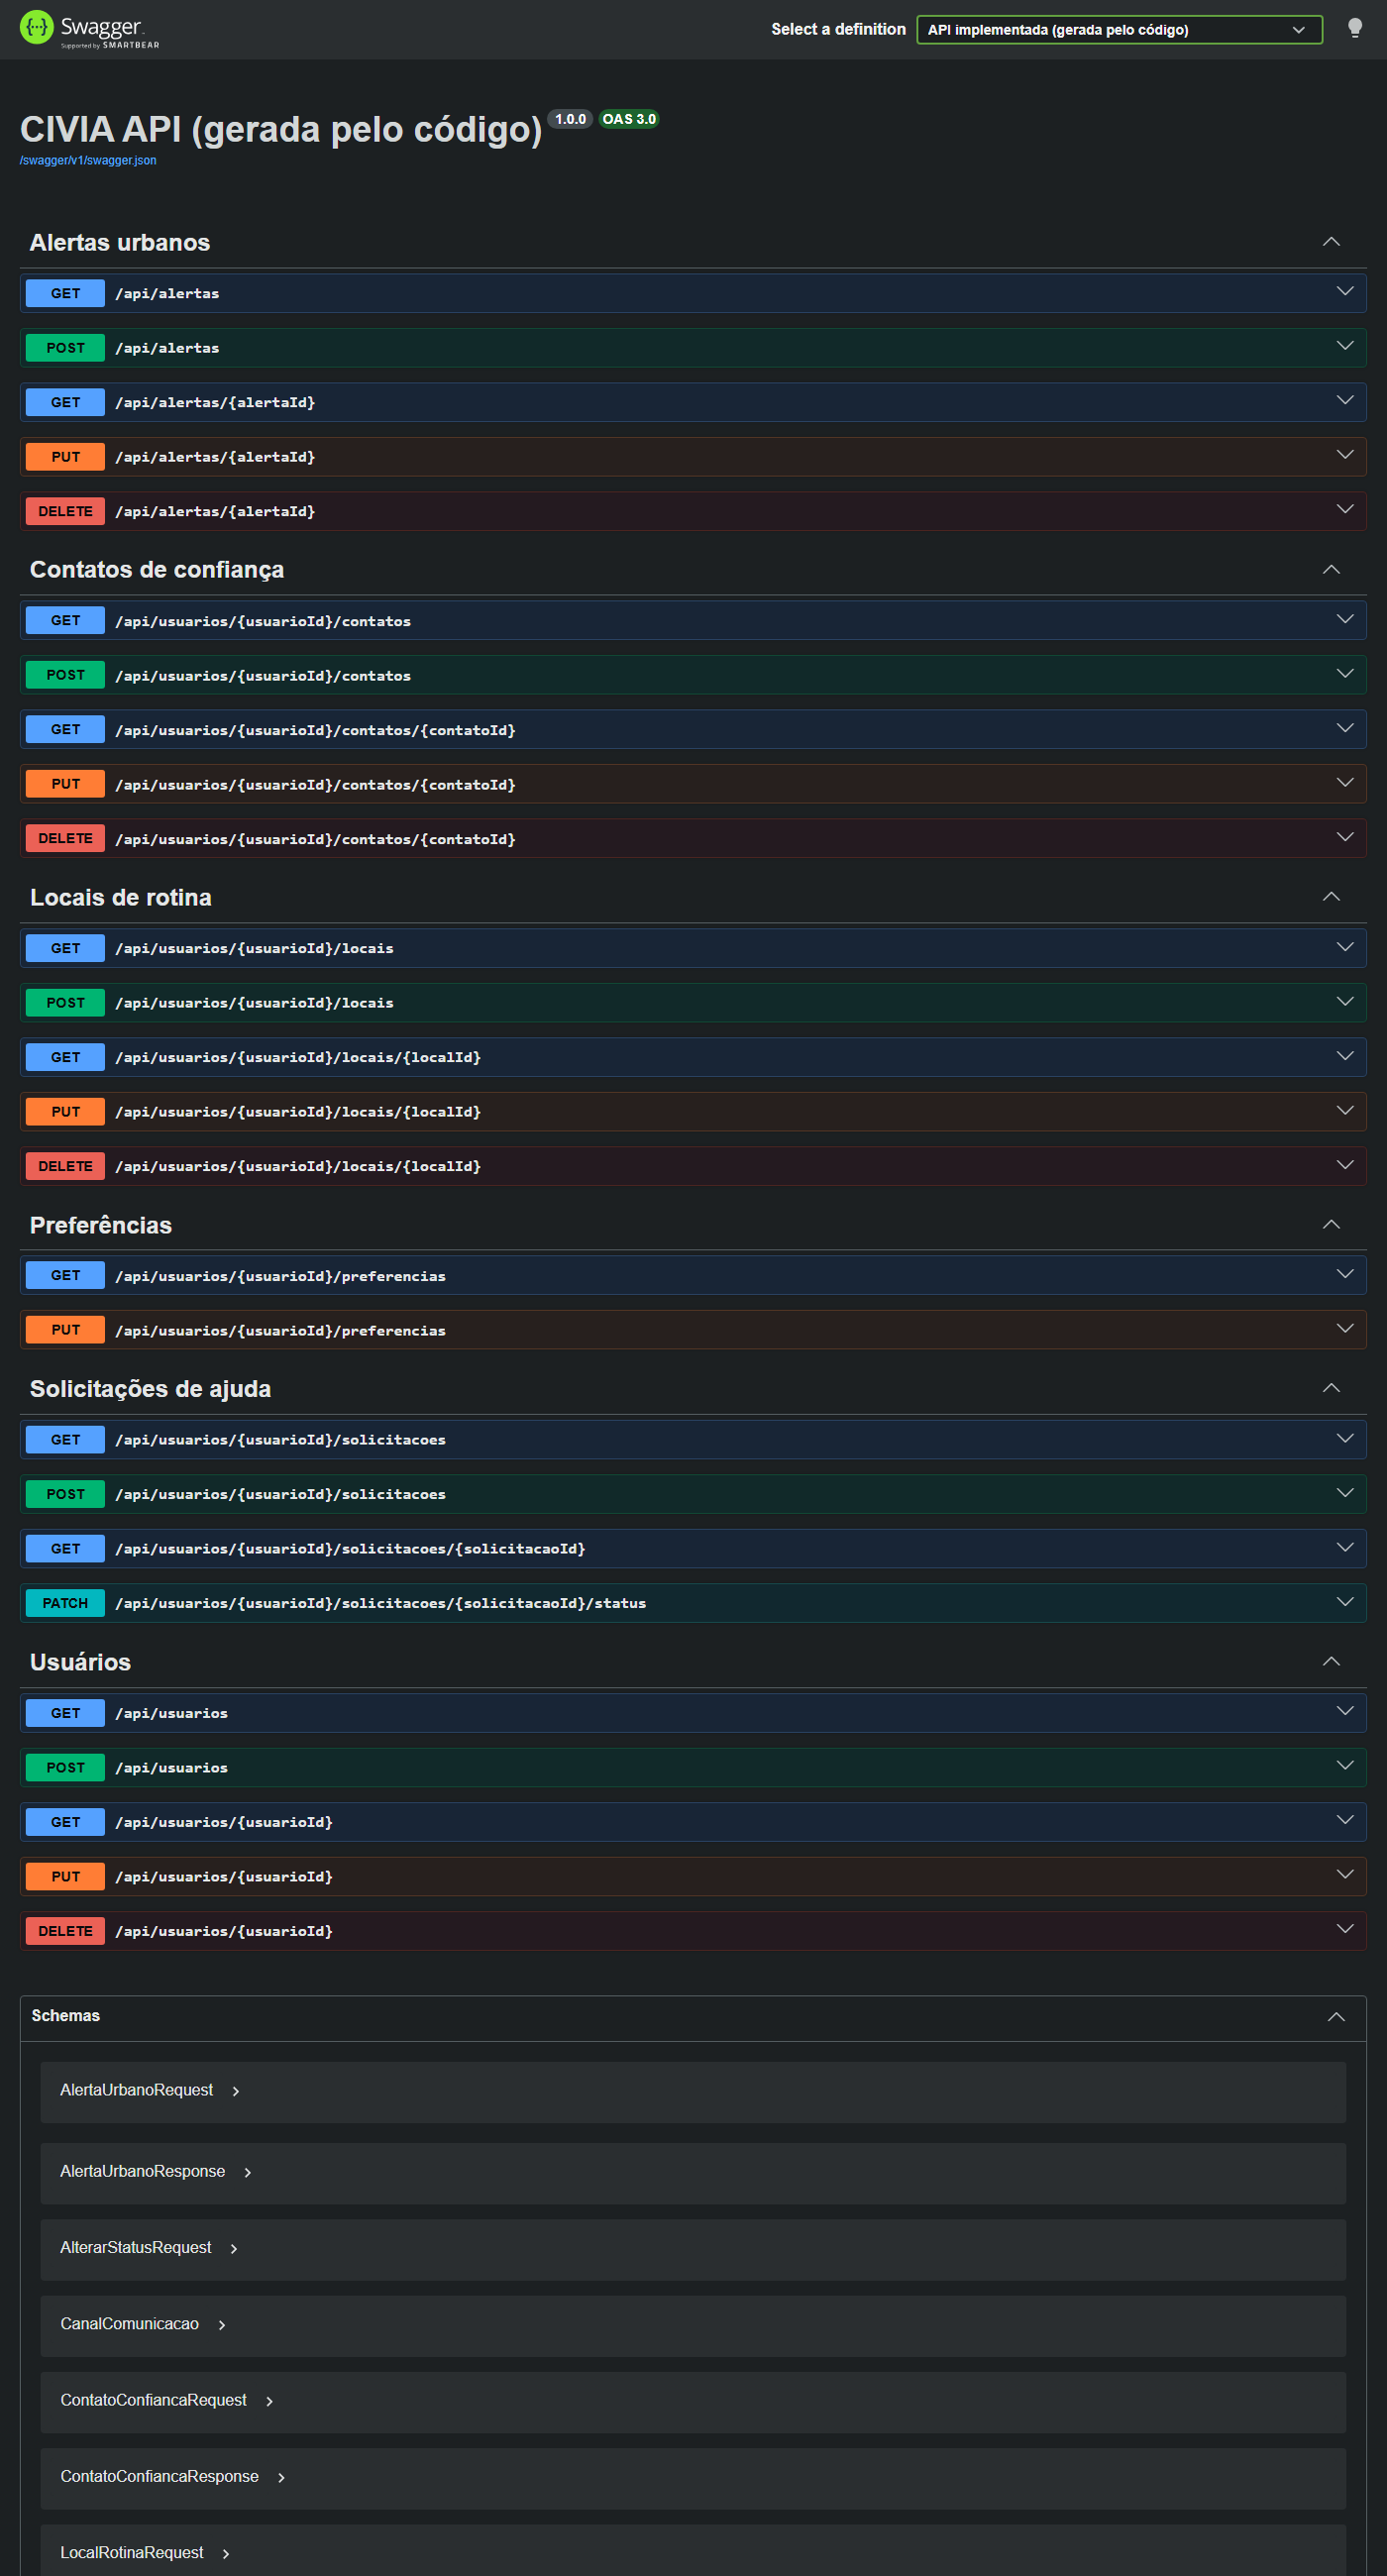 Swagger
Supported by SMARTBEAR
Select a definition
API implementada (gerada pelo código)
CIVIA API (gerada pelo código) 1.0.0 OAS 3.0
/swagger/v1/swagger.json
Alertas urbanos
GET /api/alertas
POST /api/alertas
GET /api/alertas/{alertaId}
PUT /api/alertas/{alertaId}
DELETE /api/alertas/{alertaId}
Contatos de confiança
GET /api/usuarios/{usuarioId}/contatos
POST /api/usuarios/{usuarioId}/contatos
GET /api/usuarios/{usuarioId}/contatos/{contatoId}
PUT /api/usuarios/{usuarioId}/contatos/{contatoId}
DELETE /api/usuarios/{usuarioId}/contatos/{contatoId}
Locais de rotina
GET /api/usuarios/{usuarioId}/locais
POST /api/usuarios/{usuarioId}/locais
GET /api/usuarios/{usuarioId}/locais/{localId}
PUT /api/usuarios/{usuarioId}/locais/{localId}
DELETE /api/usuarios/{usuarioId}/locais/{localId}
Preferências
GET /api/usuarios/{usuarioId}/preferencias
PUT /api/usuarios/{usuarioId}/preferencias
Solicitações de ajuda
GET /api/usuarios/{usuarioId}/solicitacoes
POST /api/usuarios/{usuarioId}/solicitacoes
GET /api/usuarios/{usuarioId}/solicitacoes/{solicitacaoId}
PATCH /api/usuarios/{usuarioId}/solicitacoes/{solicitacaoId}/status
Usuários
GET /api/usuarios
POST /api/usuarios
GET /api/usuarios/{usuarioId}
PUT /api/usuarios/{usuarioId}
DELETE /api/usuarios/{usuarioId}
Schemas
AlertaUrbanoRequest
AlertaUrbanoResponse
AlterarStatusRequest
CanalComunicacao
ContatoConfiancaRequest
ContatoConfiancaResponse
LocalRotinaRequest